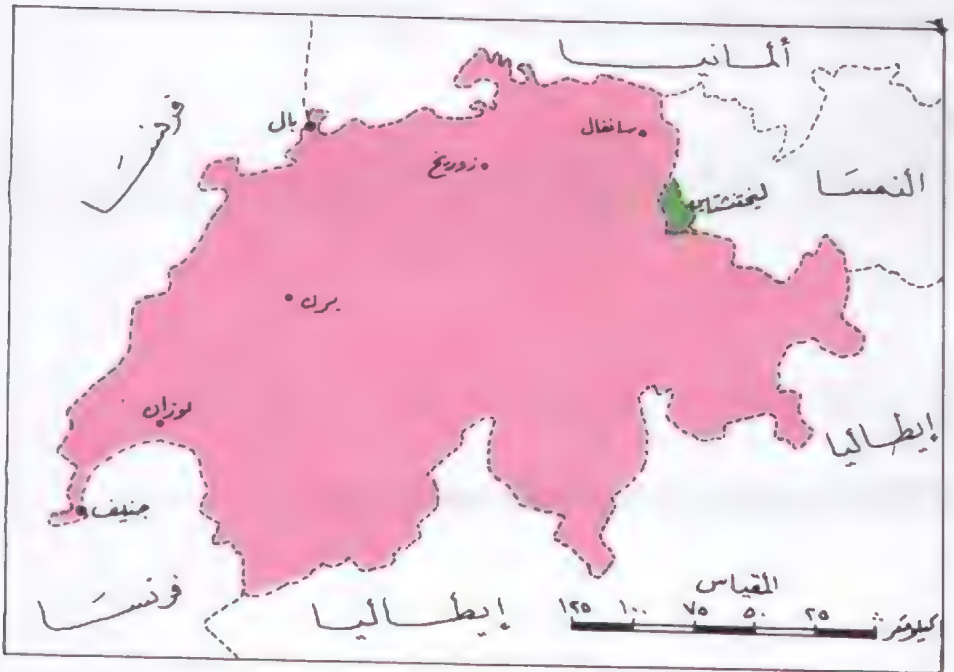 ألمانيا
فرنسا
بال
سانغال
زوريخ
النمسا
ليختنشتاين
برن
لوزان
إيطاليا
جنيف
المقياس
فرنسا
إيطاليا
١٢٥ ١٠٠ ٧٥ ٥٠ ٢٥ كيلومتر